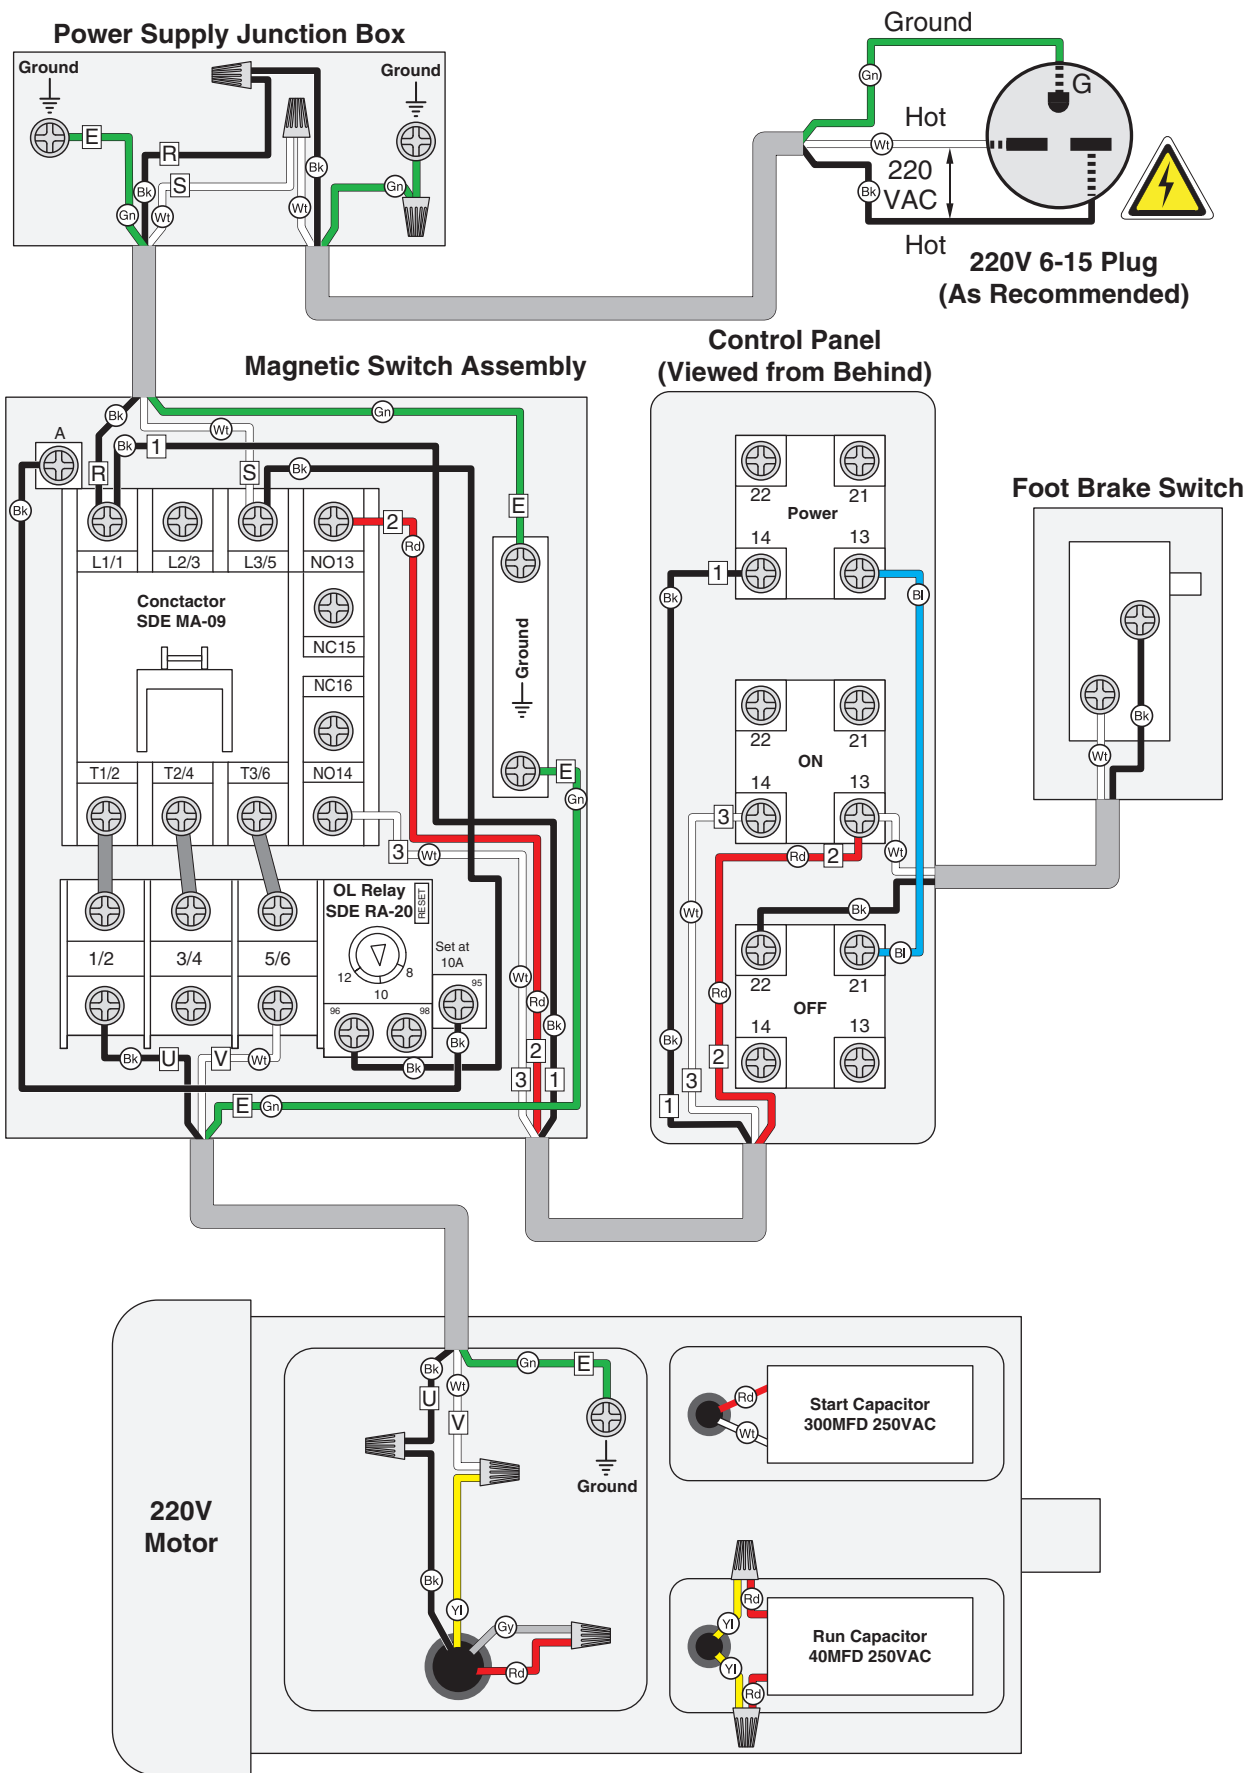 Power Supply Junction Box
Ground
Ground
E
R
S
Bk
Gn
Wt
Bk
Wt
Gn
Ground
Gn
G
Hot
Wt
220
VAC
Bk
Hot
220V 6-15 Plug
(As Recommended)
Magnetic Switch Assembly
A
Bk
Bk
1
Wt
Gn
R
S
Bk
Bk
E
2
Rd
L1/1
L2/3
L3/5
NO13
Conctactor
SDE MA-09
NC15
NC16
Ground
T1/2
T2/4
T3/6
NO14
E
Gn
3
Wt
OL Relay
SDE RA-20
RESET
1/2
3/4
5/6
12
8
10
Set at
10A
95
96
98
Bk
U
V
Wt
Bk
Bk
Wt
Rd
Bk
2
3
1
E
Gn
Control Panel
(Viewed from Behind)
22
21
Power
14
13
1
Bk
Bl
22
21
ON
14
13
3
Rd
2
Wt
Wt
Bk
Bl
22
21
OFF
14
13
Rd
Bk
2
3
1
Foot Brake Switch
Bk
Wt
220V
Motor
Bk
Wt
Gn
E
U
V
Ground
Bk
Yl
Gy
Rd
Rd
Wt
Start Capacitor
300MFD 250VAC
Rd
Yl
Yl
Rd
Run Capacitor
40MFD 250VAC